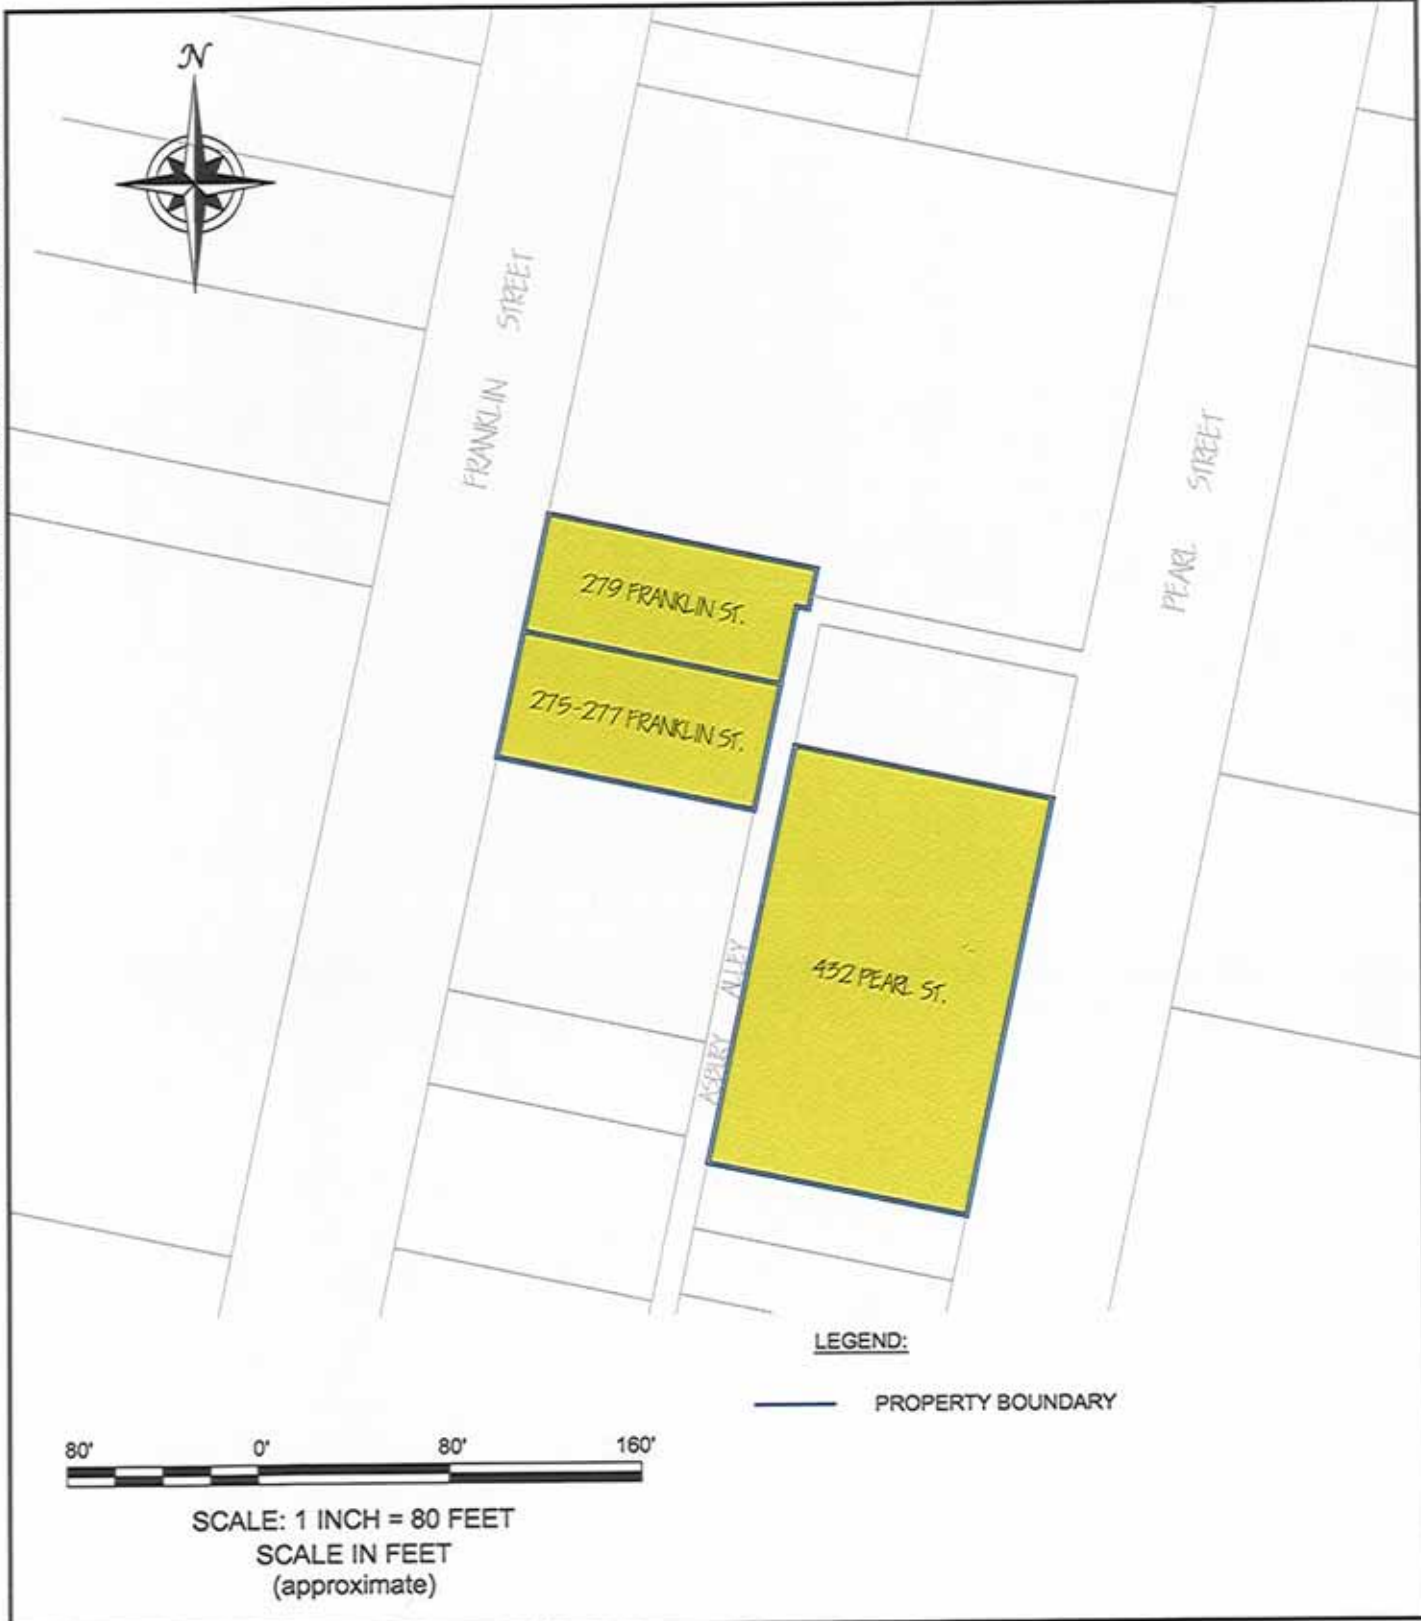 N
FRANKLIN STREET
PEARL STREET
279 FRANKLIN ST.
275-277 FRANKLIN ST.
432 PEARL ST.
ASBURY ALLEY
LEGEND:
PROPERTY BOUNDARY
80' 0' 80' 160'
SCALE: 1 INCH = 80 FEET
SCALE IN FEET
(approximate)